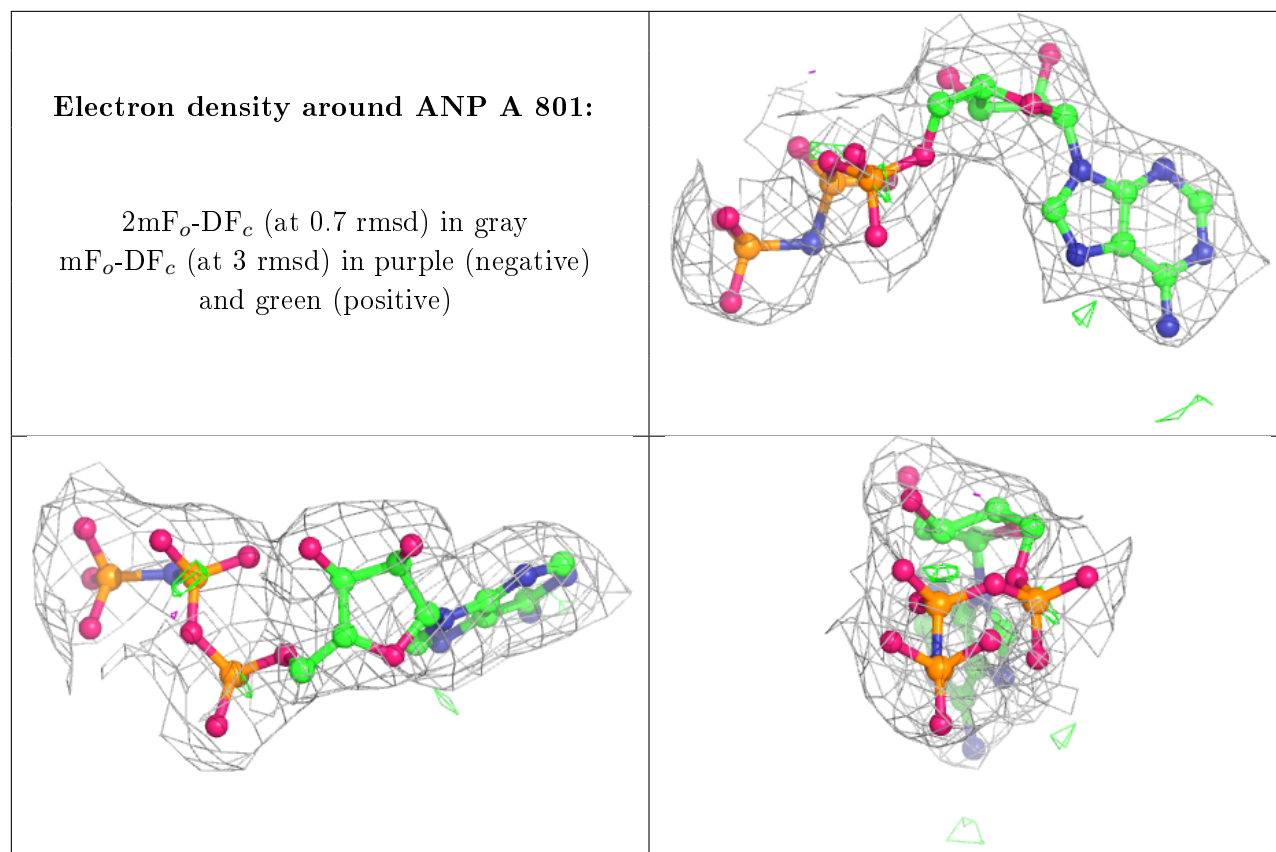 Electron density around ANP A 801:
2mFₒ-DF𝑐 (at 0.7 rmsd) in gray
mFₒ-DF𝑐 (at 3 rmsd) in purple (negative)
and green (positive)